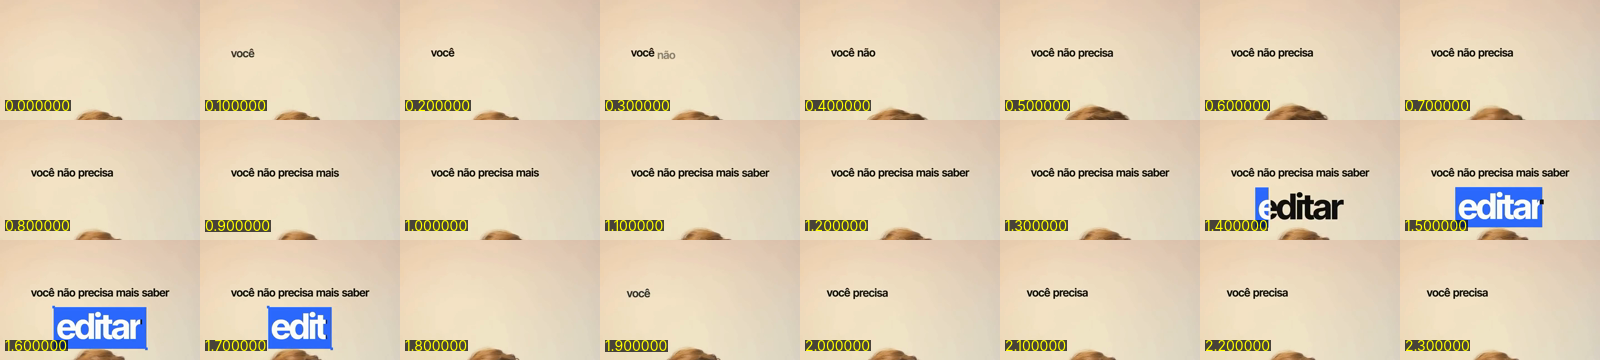 0.000000
você
0.100000
você
0.200000
você não
0.300000
você não
0.400000
você não precisa
0.500000
você não precisa
0.600000
você não precisa
0.700000
você não precisa
0.800000
você não precisa mais
0.900000
você não precisa mais
1.000000
você não precisa mais saber
1.100000
você não precisa mais saber
1.200000
você não precisa mais saber
1.300000
você não precisa mais saber
editar
1.400000
você não precisa mais saber
editar
1.500000
você não precisa mais saber
editar
1.600000
você não precisa mais saber
edit
1.700000
1.800000
você
1.900000
você precisa
2.000000
você precisa
2.100000
você precisa
2.200000
você precisa
2.300000